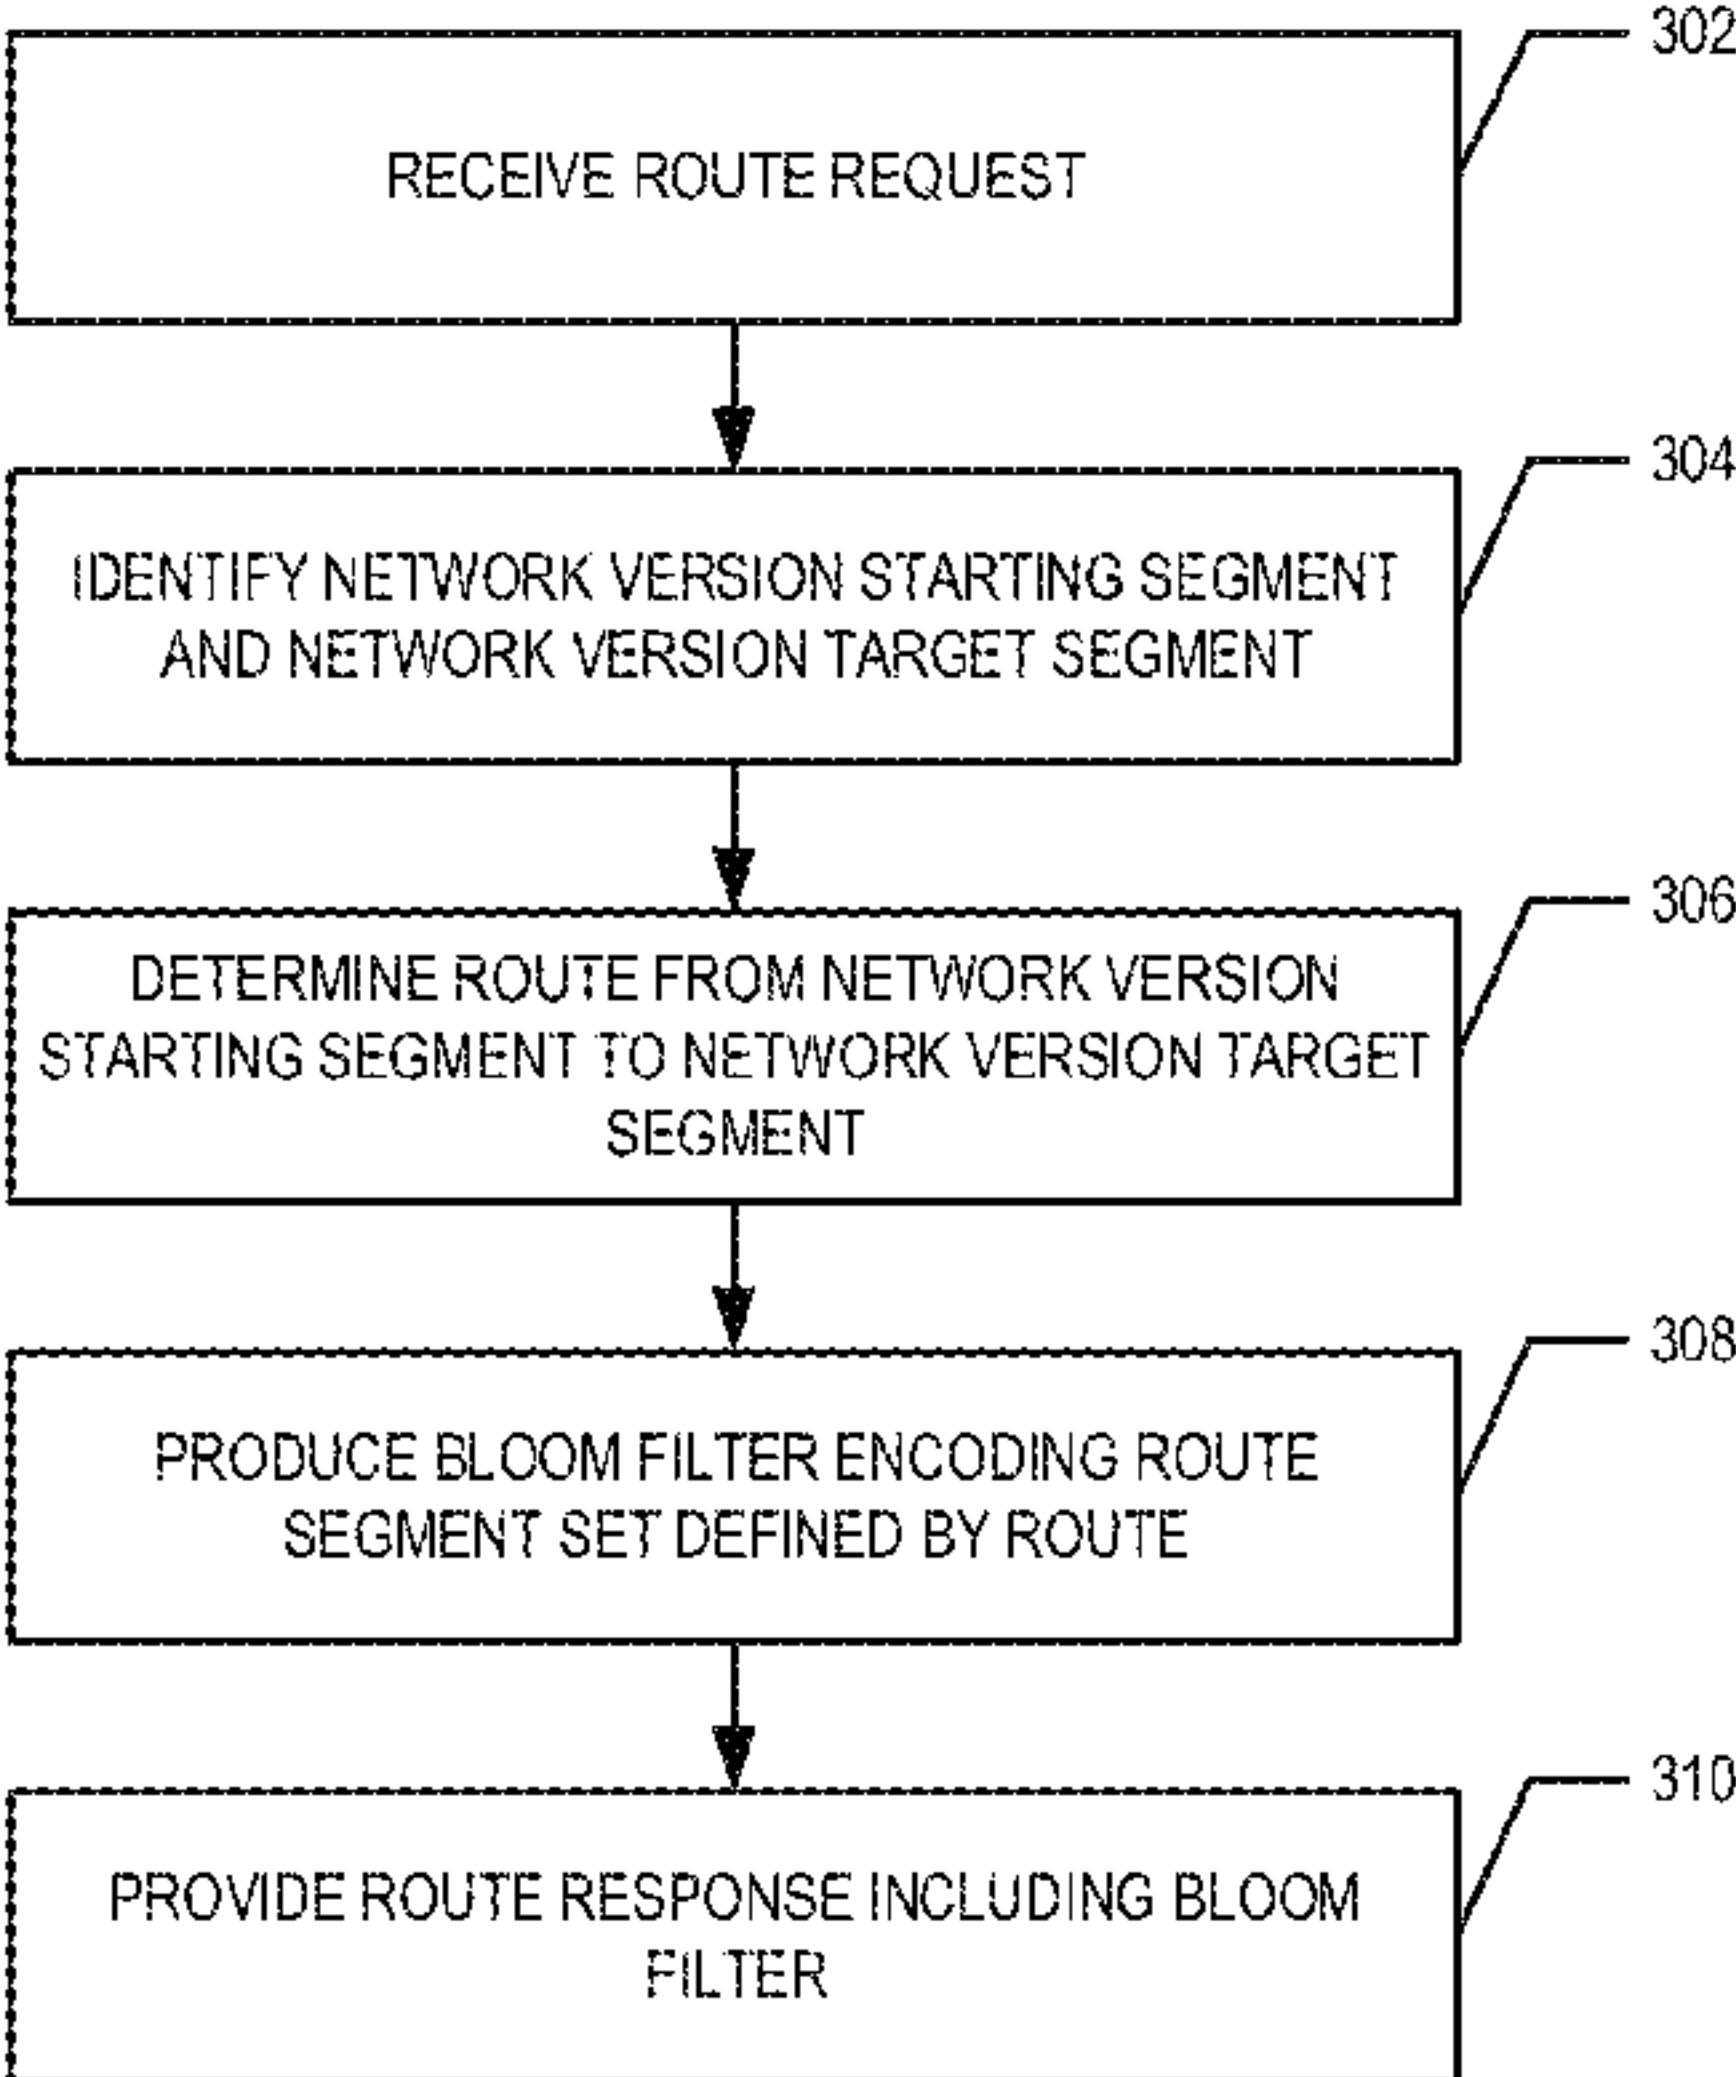 302
RECEIVE ROUTE REQUEST
304
IDENTIFY NETWORK VERSION STARTING SEGMENT
AND NETWORK VERSION TARGET SEGMENT
306
DETERMINE ROUTE FROM NETWORK VERSION
STARTING SEGMENT TO NETWORK VERSION TARGET
SEGMENT
308
PRODUCE BLOOM FILTER ENCODING ROUTE
SEGMENT SET DEFINED BY ROUTE
310
PROVIDE ROUTE RESPONSE INCLUDING BLOOM
FILTER